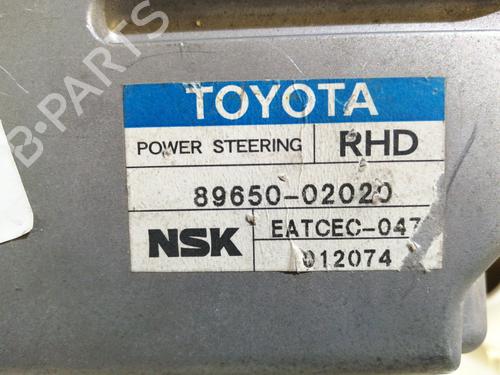 B-PARTS
TOYOTA
POWER STEERING RHD
89650-02020
NSK EATCEC-047
012074